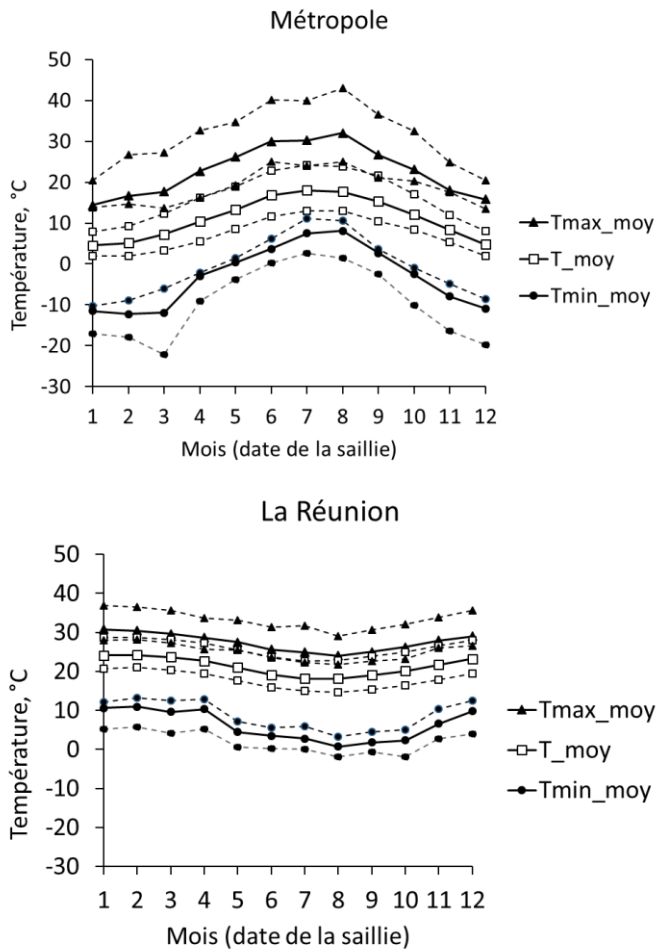 Métropole
50
40
30
20
10
0
-10
-20
-30
Température, °C
1 2 3 4 5 6 7 8 9 10 11 12
Mois (date de la saillie)
Tmax_moy
T_moy
Tmin_moy
La Réunion
50
40
30
20
10
0
-10
-20
-30
Température, °C
1 2 3 4 5 6 7 8 9 10 11 12
Mois (date de la saillie)
Tmax_moy
T_moy
Tmin_moy